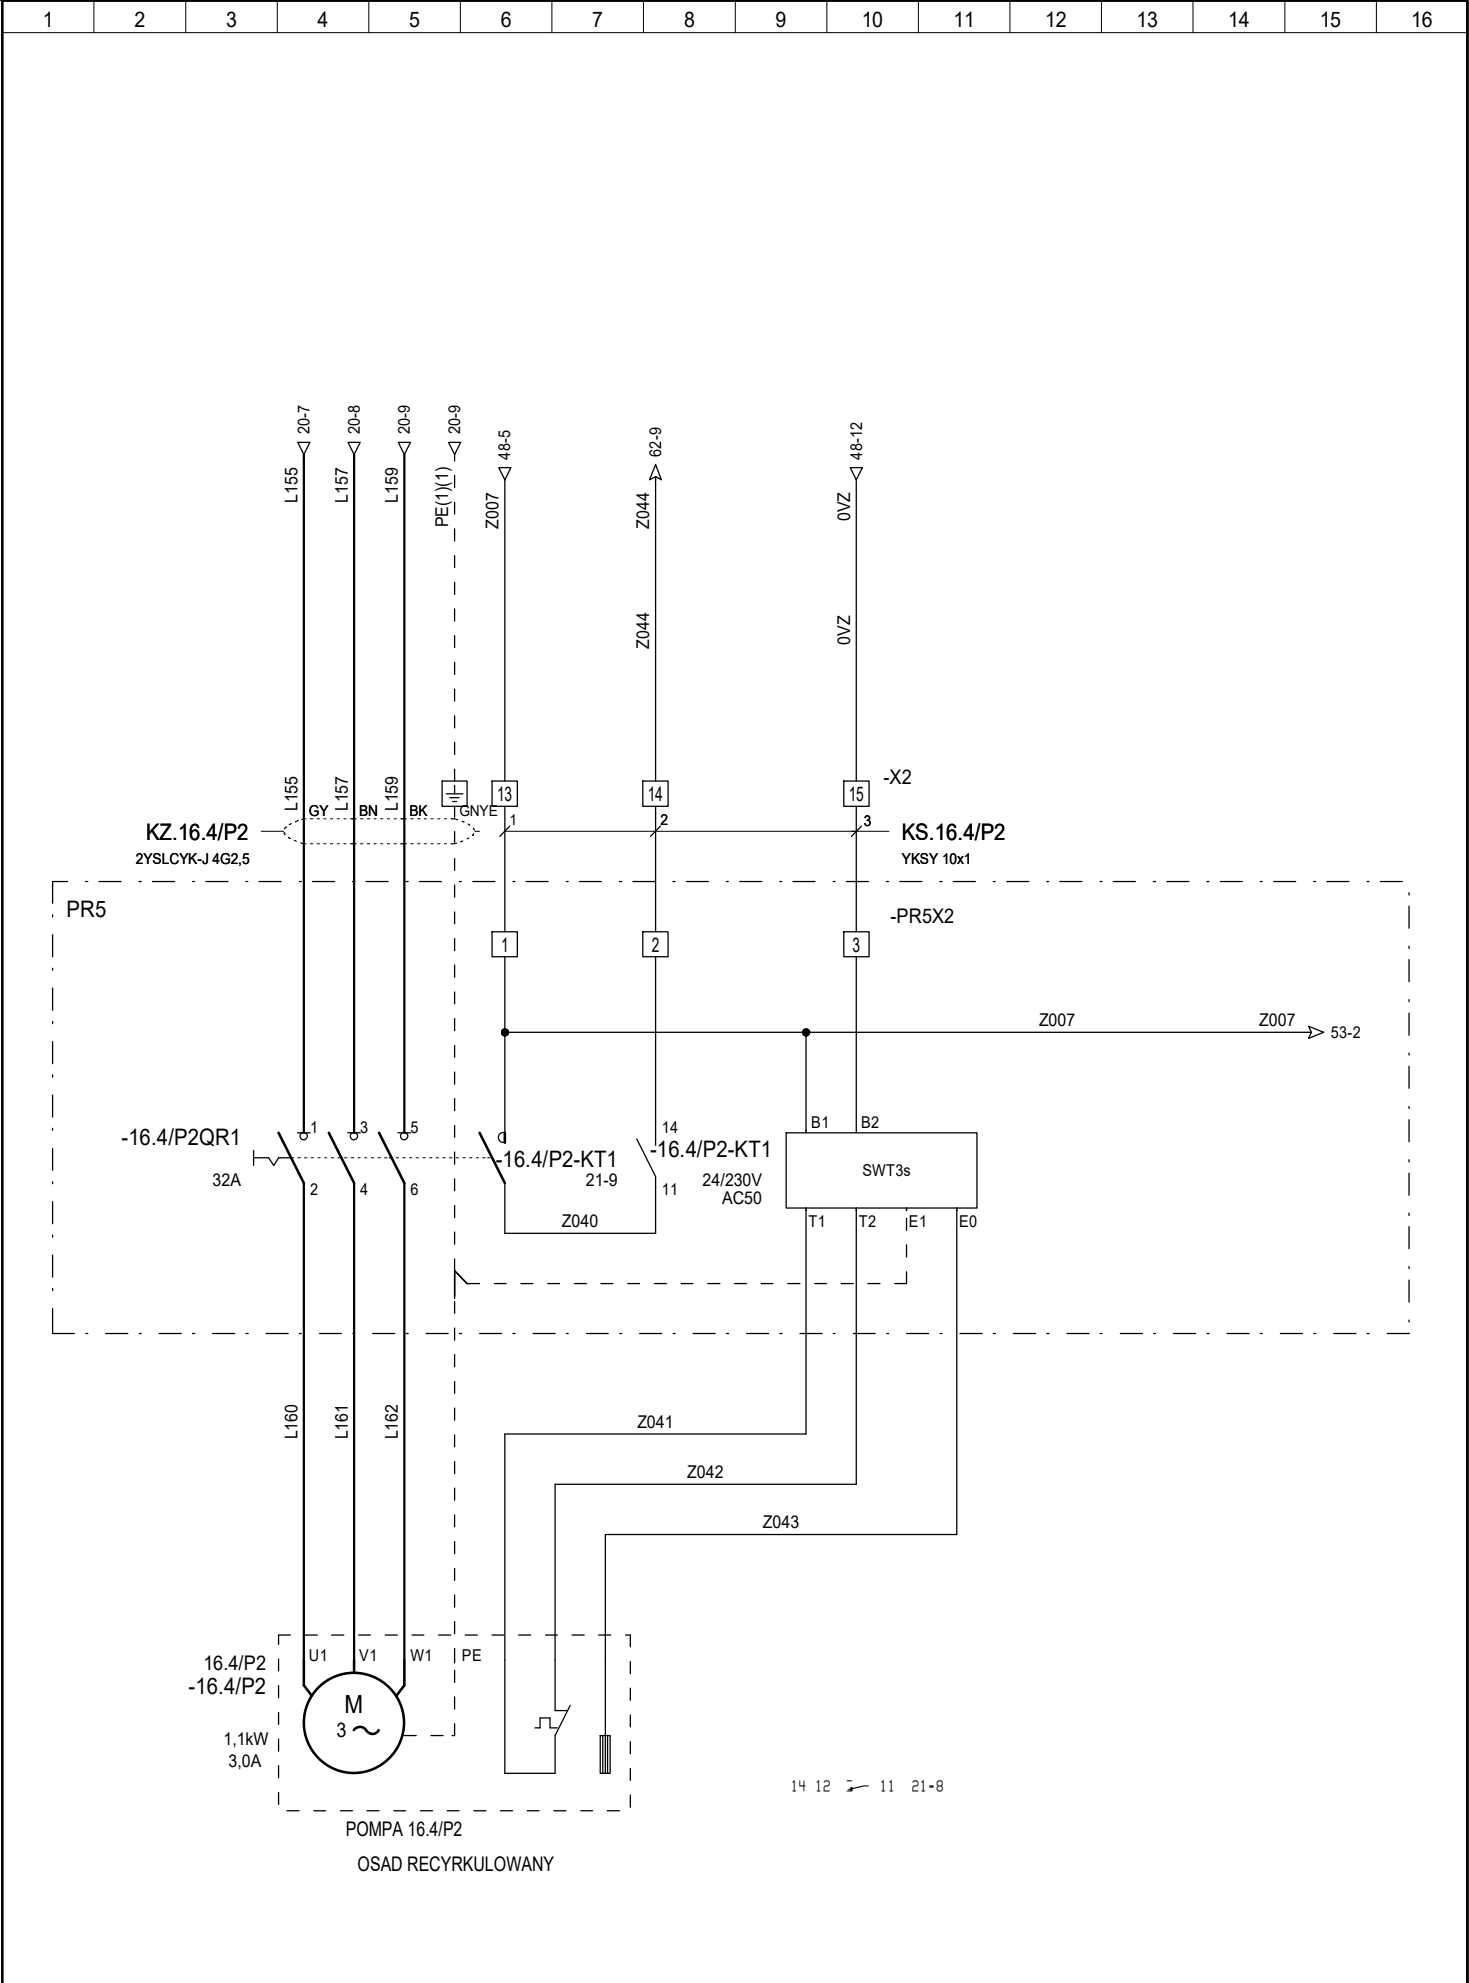 1 2 3 4 5 6 7 8 9 10 11 12 13 14 15 16
20-7 20-8 20-9 20-9 48-5 62-9 48-12
L155 L157 L159 PE(1)(1) Z007 Z044 0VZ
Z044 0VZ
L155 L157 L159 13 14 15 -X2
GY BN BK GNYE 1 2 3
KZ.16.4/P2 KS.16.4/P2
2YSLCYK-J 4G2,5 YKSY 10x1
PR5 -PR5X2
1 2 3
Z007 Z007 53-2
1 3 5 14 B1 B2
-16.4/P2QR1 -16.4/P2-KT1 -16.4/P2-KT1 SWT3s
32A 21-9 24/230V
2 4 6 11 AC50
Z040 T1 T2 E1 E0
L160 L161 L162 Z041
Z042
Z043
16.4/P2 U1 V1 W1 PE
-16.4/P2
M
3
1,1kW
3,0A
14 12 11 21-8
POMPA 16.4/P2
OSAD RECYRKULOWANY